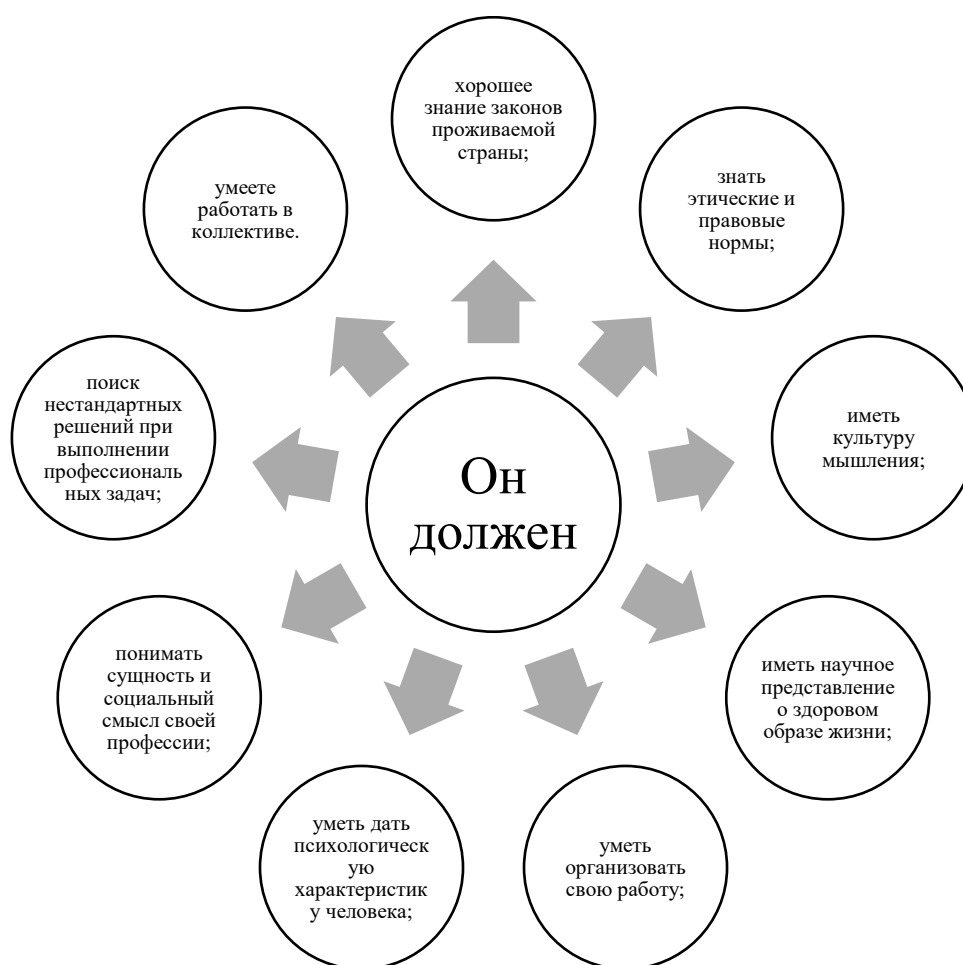 хорошее
знание законов
проживаемой
страны;
знать
этические и
правовые
нормы;
иметь
культуру
мышления;
иметь научное
представление
о здоровом
образе жизни;
уметь
организовать
свою работу;
уметь дать
психологическ
ую
характеристик
у человека;
понимать
сущность и
социальный
смысл своей
профессии;
поиск
нестандартных
решений при
выполнении
профессиональ
ных задач;
умеете
работать в
коллективе.
Он
должен